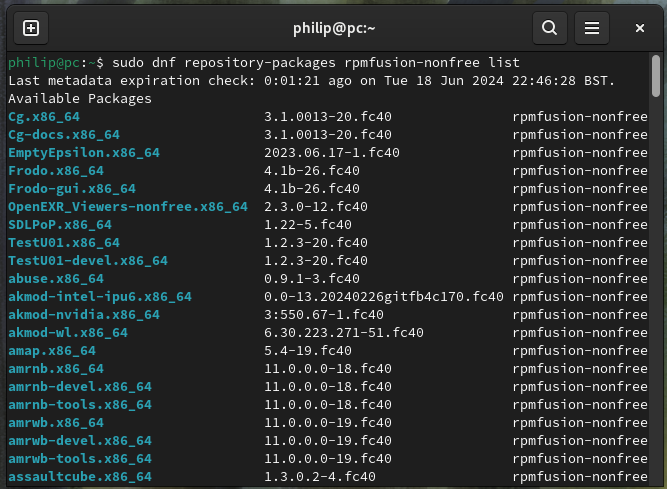 philip@pc:~
philip@pc:~$ sudo dnf repository-packages rpmfusion-nonfree list
Last metadata expiration check: 0:01:21 ago on Tue 18 Jun 2024 22:46:28 BST.
Available Packages
Cg.x86_64 3.1.0013-20.fc40 rpmfusion-nonfree
Cg-docs.x86_64 3.1.0013-20.fc40 rpmfusion-nonfree
EmptyEpsilon.x86_64 2023.06.17-1.fc40 rpmfusion-nonfree
Frodo.x86_64 4.1b-26.fc40 rpmfusion-nonfree
Frodo-gui.x86_64 4.1b-26.fc40 rpmfusion-nonfree
OpenEXR_Viewers-nonfree.x86_64 2.3.0-12.fc40 rpmfusion-nonfree
SDLPoP.x86_64 1.22-5.fc40 rpmfusion-nonfree
TestU01.x86_64 1.2.3-20.fc40 rpmfusion-nonfree
TestU01-devel.x86_64 1.2.3-20.fc40 rpmfusion-nonfree
abuse.x86_64 0.9.1-3.fc40 rpmfusion-nonfree
akmod-intel-ipu6.x86_64 0.0-13.20240226gitfb4c170.fc40 rpmfusion-nonfree
akmod-nvidia.x86_64 3:550.67-1.fc40 rpmfusion-nonfree
akmod-wl.x86_64 6.30.223.271-51.fc40 rpmfusion-nonfree
amap.x86_64 5.4-19.fc40 rpmfusion-nonfree
amrnb.x86_64 11.0.0.0-18.fc40 rpmfusion-nonfree
amrnb-devel.x86_64 11.0.0.0-18.fc40 rpmfusion-nonfree
amrnb-tools.x86_64 11.0.0.0-18.fc40 rpmfusion-nonfree
amrwb.x86_64 11.0.0.0-19.fc40 rpmfusion-nonfree
amrwb-devel.x86_64 11.0.0.0-19.fc40 rpmfusion-nonfree
amrwb-tools.x86_64 11.0.0.0-19.fc40 rpmfusion-nonfree
assaultcube.x86_64 1.3.0.2-4.fc40 rpmfusion-nonfree